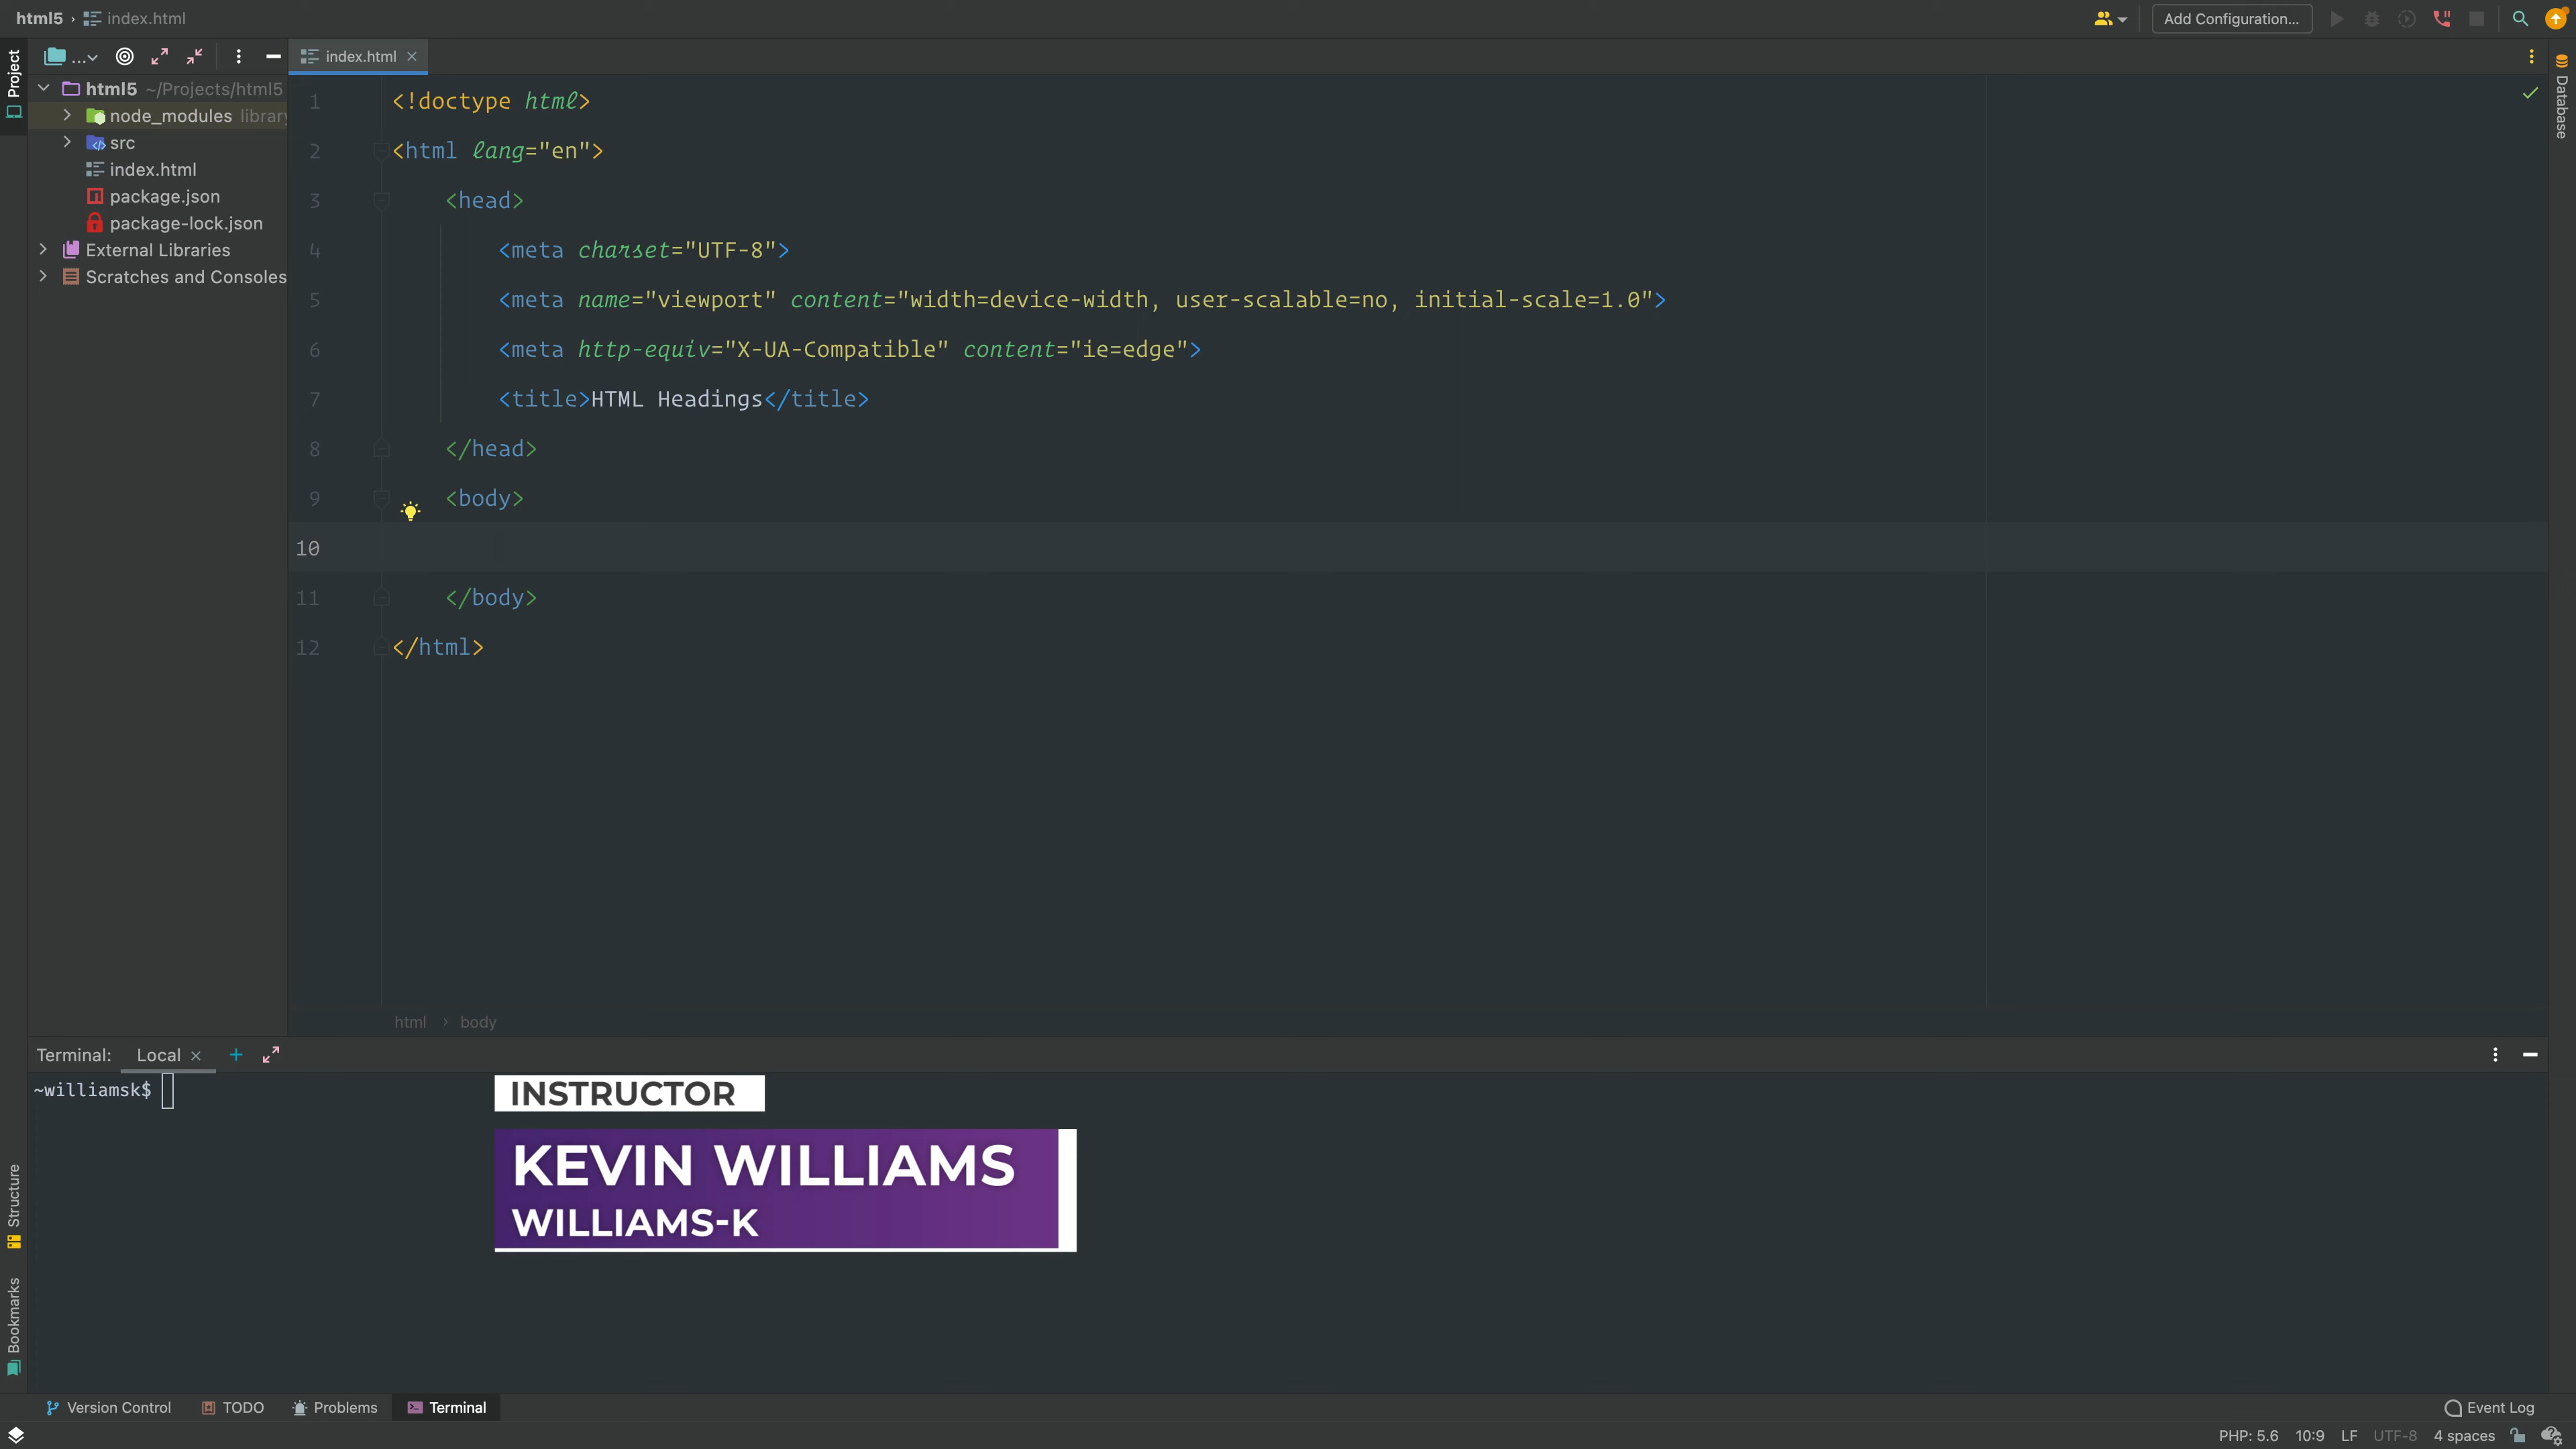 html5 › index.html
Add Configuration...
Project
...
index.html
html5 ~/Projects/html5
node_modules library
src
index.html
package.json
package-lock.json
External Libraries
Scratches and Consoles
1 <!doctype html>
2 <html lang="en">
3 <head>
4 <meta charset="UTF-8">
5 <meta name="viewport" content="width=device-width, user-scalable=no, initial-scale=1.0">
6 <meta http-equiv="X-UA-Compatible" content="ie=edge">
7 <title>HTML Headings</title>
8 </head>
9 <body>
10
11 </body>
12 </html>
html › body
Database
Terminal: Local
~williamsk$
INSTRUCTOR
KEVIN WILLIAMS
WILLIAMS-K
Structure
Bookmarks
Version Control TODO Problems Terminal
Event Log
PHP: 5.6 10:9 LF UTF-8 4 spaces